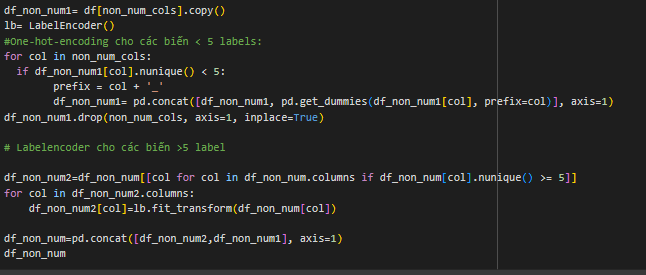 df_non_num1= df[non_num_cols].copy()
lb= LabelEncoder()
#One-hot-encoding cho các biến < 5 labels:
for col in non_num_cols:
  if df_non_num1[col].nunique() < 5:
        prefix = col + '_'
        df_non_num1= pd.concat([df_non_num1, pd.get_dummies(df_non_num1[col], prefix=col)], axis=1)
df_non_num1.drop(non_num_cols, axis=1, inplace=True)

# Labelencoder cho các biến >5 label

df_non_num2=df_non_num[[col for col in df_non_num.columns if df_non_num[col].nunique() >= 5]]
for col in df_non_num2.columns:
    df_non_num2[col]=lb.fit_transform(df_non_num[col])

df_non_num=pd.concat([df_non_num2,df_non_num1], axis=1)
df_non_num